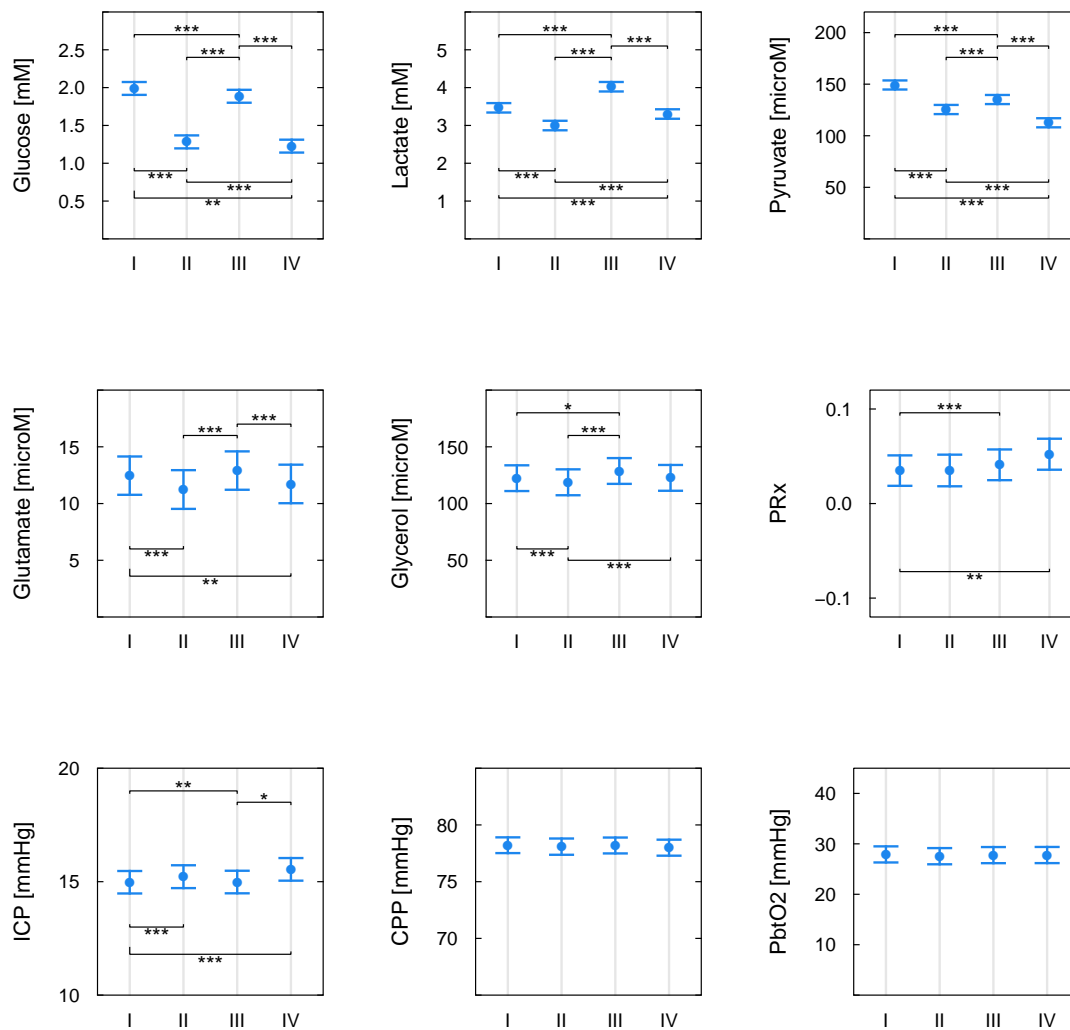 Glucose [mM]
2.5
2.0
1.5
1.0
0.5
*** *** ***
*** *** **
I II III IV
Lactate [mM]
5
4
3
2
1
*** *** ***
*** *** ***
I II III IV
Pyruvate [microM]
200
150
100
50
*** *** ***
*** *** ***
I II III IV
Glutamate [microM]
15
10
5
*** ***
*** **
I II III IV
Glycerol [microM]
150
100
50
* ***
*** ***
I II III IV
PRx
0.1
0.0
−0.1
***
**
I II III IV
ICP [mmHg]
20
15
10
** *
*** ***
I II III IV
CPP [mmHg]
80
75
70
I II III IV
PbtO2 [mmHg]
40
30
20
10
I II III IV